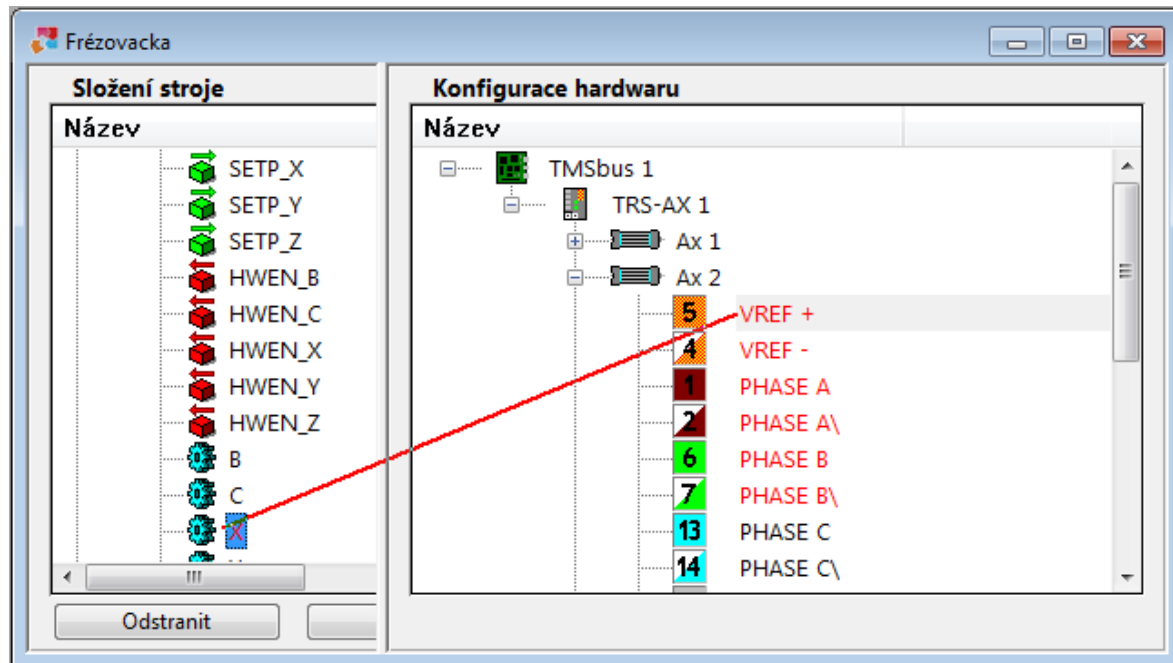 Frézovacka
Složení stroje
Název
SETP_X
SETP_Y
SETP_Z
HWEN_B
HWEN_C
HWEN_X
HWEN_Y
HWEN_Z
B
C
X
Odstranit
Konfigurace hardwaru
Název
TMSbus 1
TRS-AX 1
Ax 1
Ax 2
5 VREF +
4 VREF -
1 PHASE A
2 PHASE A\
6 PHASE B
7 PHASE B\
13 PHASE C
14 PHASE C\